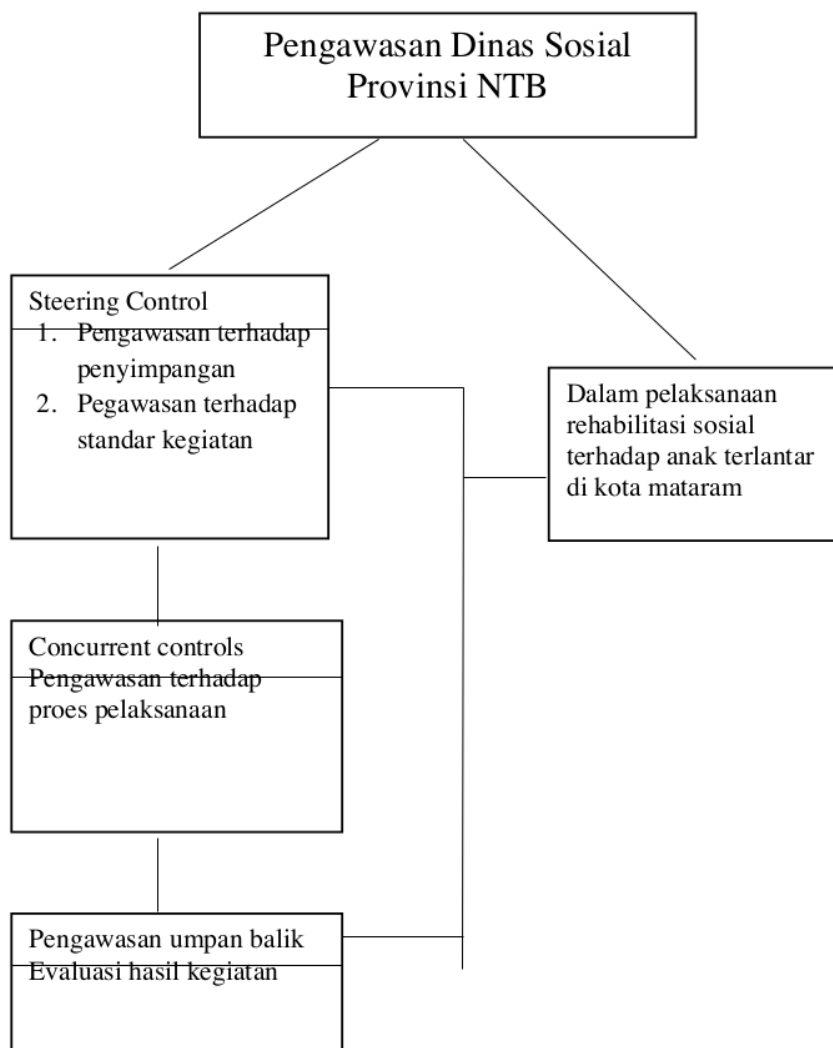 Pengawasan Dinas Sosial
Provinsi NTB
Steering Control
1. Pengawasan terhadap
penyimpangan
2. Pegawasan terhadap
standar kegiatan
Dalam pelaksanaan
rehabilitasi sosial
terhadap anak terlantar
di kota mataram
Concurrent controls
Pengawasan terhadap
proes pelaksanaan
Pengawasan umpan balik
Evaluasi hasil kegiatan